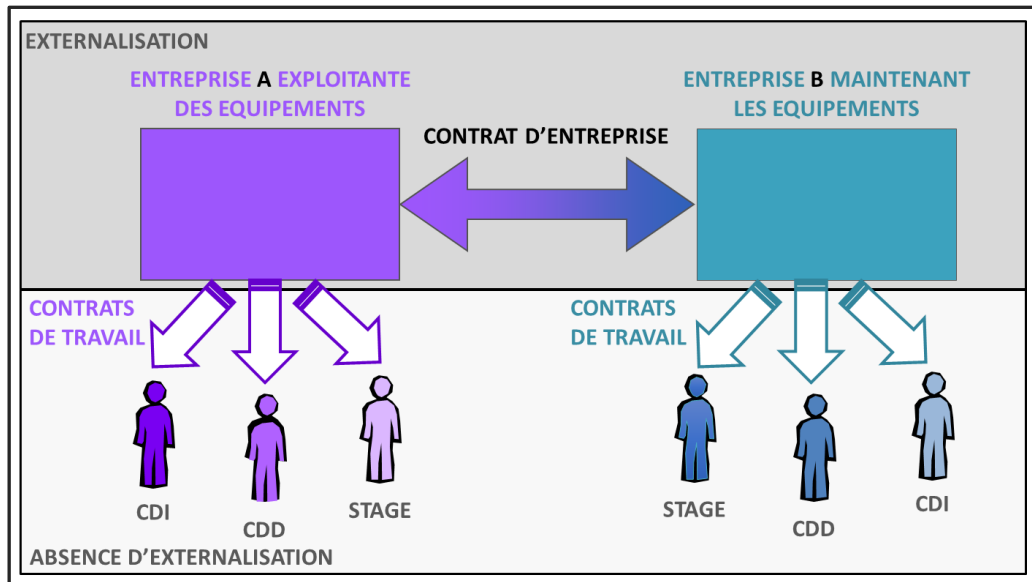 EXTERNALISATION
ENTREPRISE A EXPLOITANTE
DES EQUIPEMENTS
ENTREPRISE B MAINTENANT
LES EQUIPEMENTS
CONTRAT D’ENTREPRISE
CONTRATS
DE TRAVAIL
CONTRATS
DE TRAVAIL
CDI
CDD
STAGE
STAGE
CDD
CDI
ABSENCE D’EXTERNALISATION